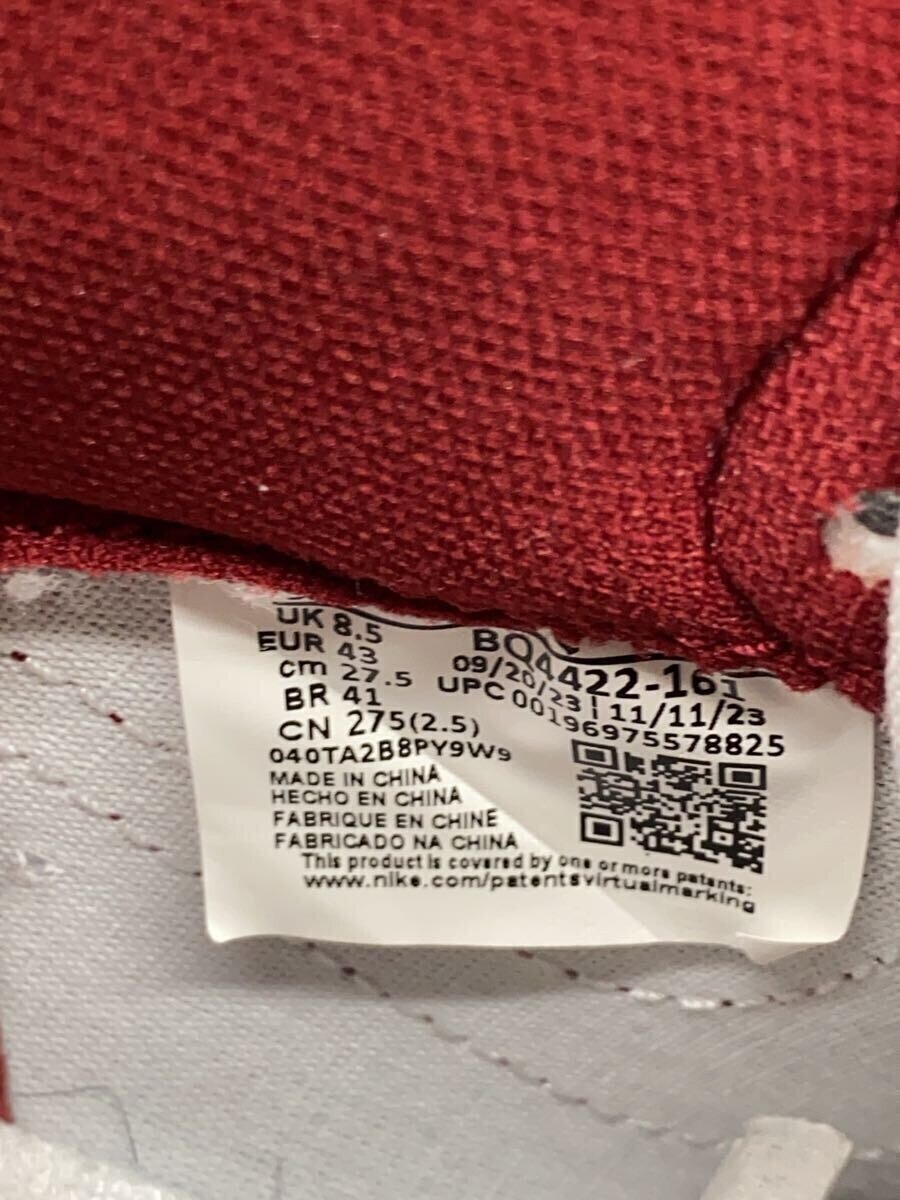 UK 8.5
EUR 43
cm 27.5
BR 41
CN 275(2.5)
BQ4422-161
09/20/23 | 11/11/23
UPC 00196975578825
040TA2B8PY9W9
MADE IN CHINA
HECHO EN CHINA
FABRIQUE EN CHINE
FABRICADO NA CHINA
This product is covered by one or more patents:
www.nike.com/patentsvirtualmarking